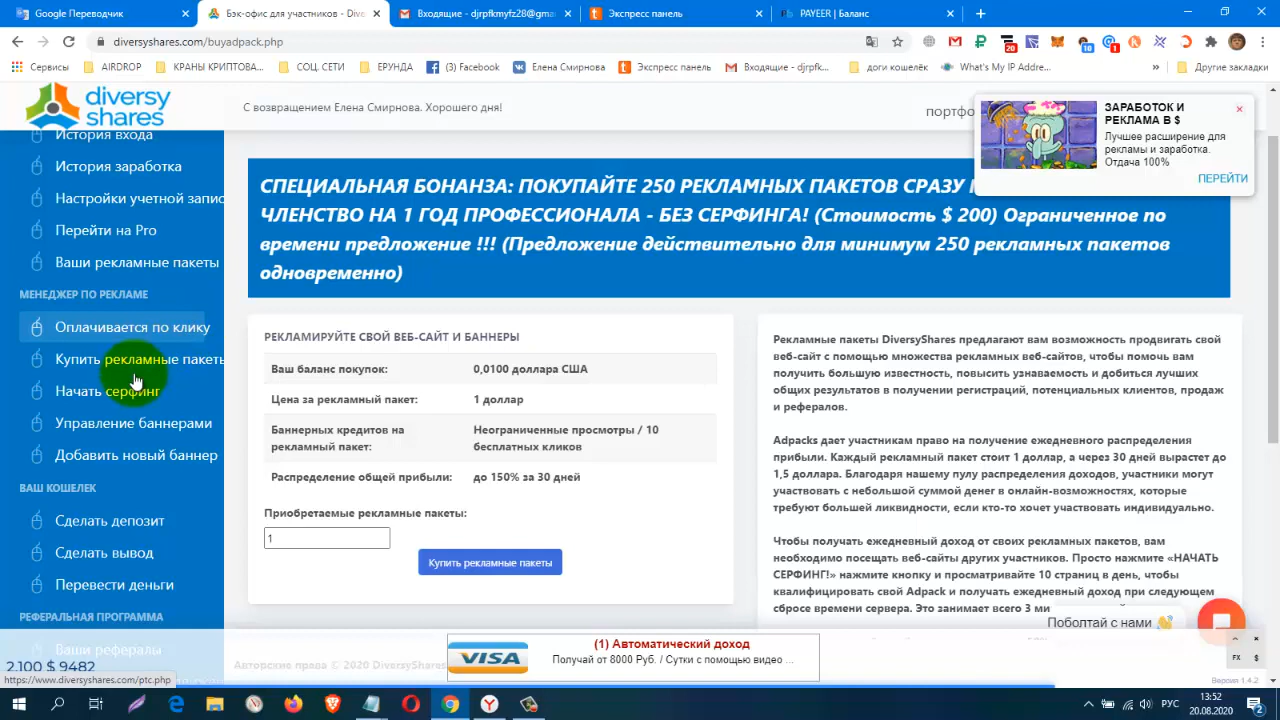 Google Переводчик
Бэк-офис для участников - Dive
Входящие - djrpfkmyfz28@gma
Экспресс панель
PAYEER | Баланс
diversyshares.com/buyadpack.php
20
10
1
Сервисы
AIRDROP
КРАНЫ КРИПТОВА...
СОЦ. СЕТИ
ЕРУНДА
(3) Facebook
Елена Смирнова
Экспресс панель
Входящие - djrpfk...
доги кошелёк
What's My IP Addre...
»
Другие закладки
diversy
shares
С возвращением Елена Смирнова. Хорошего дня!
портфо
ЗАРАБОТОК И
РЕКЛАМА В $
Лучшее расширение для
рекламы и заработка.
Отдача 100%
ПЕРЕЙТИ
История входа
История заработка
Настройки учетной запис
Перейти на Pro
Ваши рекламные пакеты
МЕНЕДЖЕР ПО РЕКЛАМЕ
Оплачивается по клику
Купить рекламные пакеты
Начать серфинг
Управление баннерами
Добавить новый баннер
ВАШ КОШЕЛЕК
Сделать депозит
Сделать вывод
Перевести деньги
РЕФЕРАЛЬНАЯ ПРОГРАММА
Ваши рефералы
2.100 $ 9482
https://www.diversyshares.com/ptc.php
СПЕЦИАЛЬНАЯ БОНАНЗА: ПОКУПАЙТЕ 250 РЕКЛАМНЫХ ПАКЕТОВ СРАЗУ
ЧЛЕНСТВО НА 1 ГОД ПРОФЕССИОНАЛА - БЕЗ СЕРФИНГА! (Стоимость $ 200) Ограниченное по
времени предложение !!! (Предложение действительно для минимум 250 рекламных пакетов
одновременно)
РЕКЛАМИРУЙТЕ СВОЙ ВЕБ-САЙТ И БАННЕРЫ
Ваш баланс покупок: 0,0100 доллара США
Цена за рекламный пакет: 1 доллар
Баннерных кредитов на рекламный пакет: Неограниченные просмотры / 10 бесплатных кликов
Распределение общей прибыли: до 150% за 30 дней
Приобретаемые рекламные пакеты:
1
Купить рекламные пакеты
Рекламные пакеты DiversyShares предлагают вам возможность продвигать свой
веб-сайт с помощью множества рекламных веб-сайтов, чтобы помочь вам
получить большую известность, повысить узнаваемость и добиться лучших
общих результатов в получении регистраций, потенциальных клиентов, продаж
и рефералов.
Adpacks дает участникам право на получение ежедневного распределения
прибыли. Каждый рекламный пакет стоит 1 доллар, а через 30 дней вырастет до
1,5 доллара. Благодаря нашему пулу распределения доходов, участники могут
участвовать с небольшой суммой денег в онлайн-возможностях, которые
требуют большей ликвидности, если кто-то хочет участвовать индивидуально.
Чтобы получать ежедневный доход от своих рекламных пакетов, вам
необходимо посещать веб-сайты других участников. Просто нажмите «НАЧАТЬ
СЕРФИНГ!» нажмите кнопку и просматривайте 10 страниц в день, чтобы
квалифицировать свой Adpack и получать ежедневный доход при следующем
сбросе времени сервера. Это занимает всего 3 ми
Поболтай с нами 👋
Авторские права © 2020 DiversyShares
VISA
(1) Автоматический доход
Получай от 8000 Руб. / Сутки с помощью видео ...
FX $
Версия 1.4.2
РУС
13:52
20.08.2020